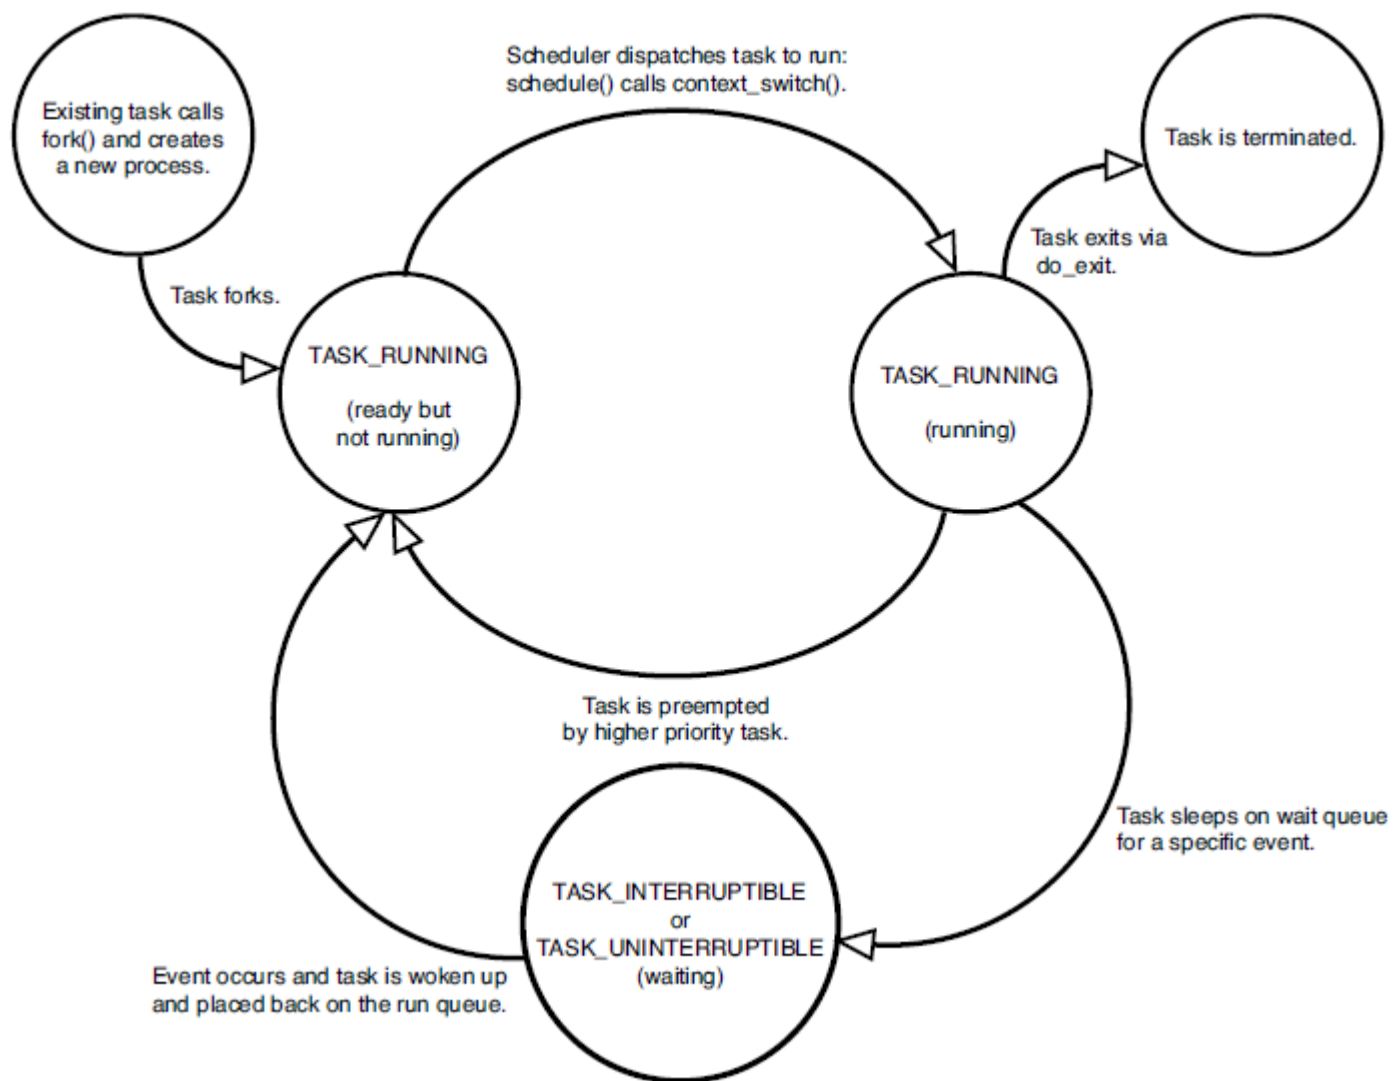 Scheduler dispatches task to run:
schedule() calls context_switch().
Existing task calls
fork() and creates
a new process.
Task is terminated.
Task exits via
do_exit.
Task forks.
TASK_RUNNING
(ready but
not running)
TASK_RUNNING
(running)
Task is preempted
by higher priority task.
Task sleeps on wait queue
for a specific event.
TASK_INTERRUPTIBLE
or
TASK_UNINTERRUPTIBLE
(waiting)
Event occurs and task is woken up
and placed back on the run queue.